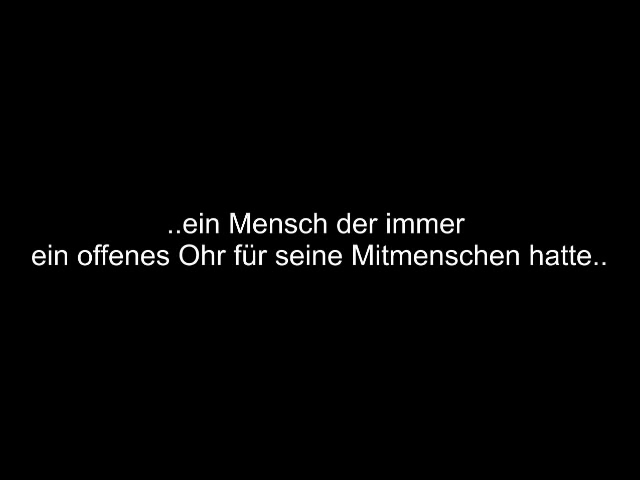 ..ein Mensch der immer
ein offenes Ohr für seine Mitmenschen hatte..